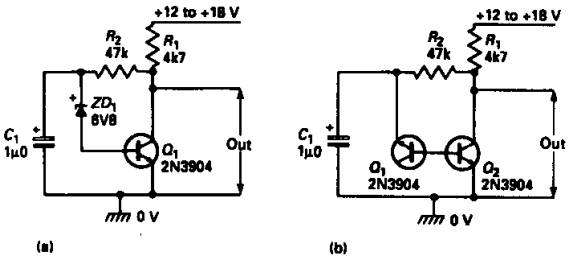 +12 to +18 V
R2
47k
R1
4k7
+
ZD1
6V8
C1
+
1µ0
Q1
2N3904
Out
0 V
(a)
+12 to +18 V
R2
47k
R1
4k7
C1
+
1µ0
Q1
2N3904
Q2
2N3904
Out
0 V
(b)